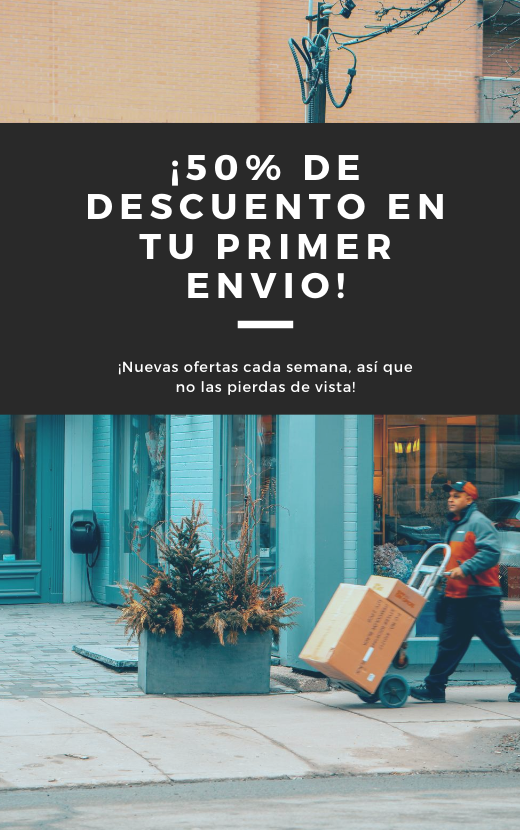 ¡50% DE
DESCUENTO EN
TU PRIMER
ENVIO!
¡Nuevas ofertas cada semana, así que
no las pierdas de vista!